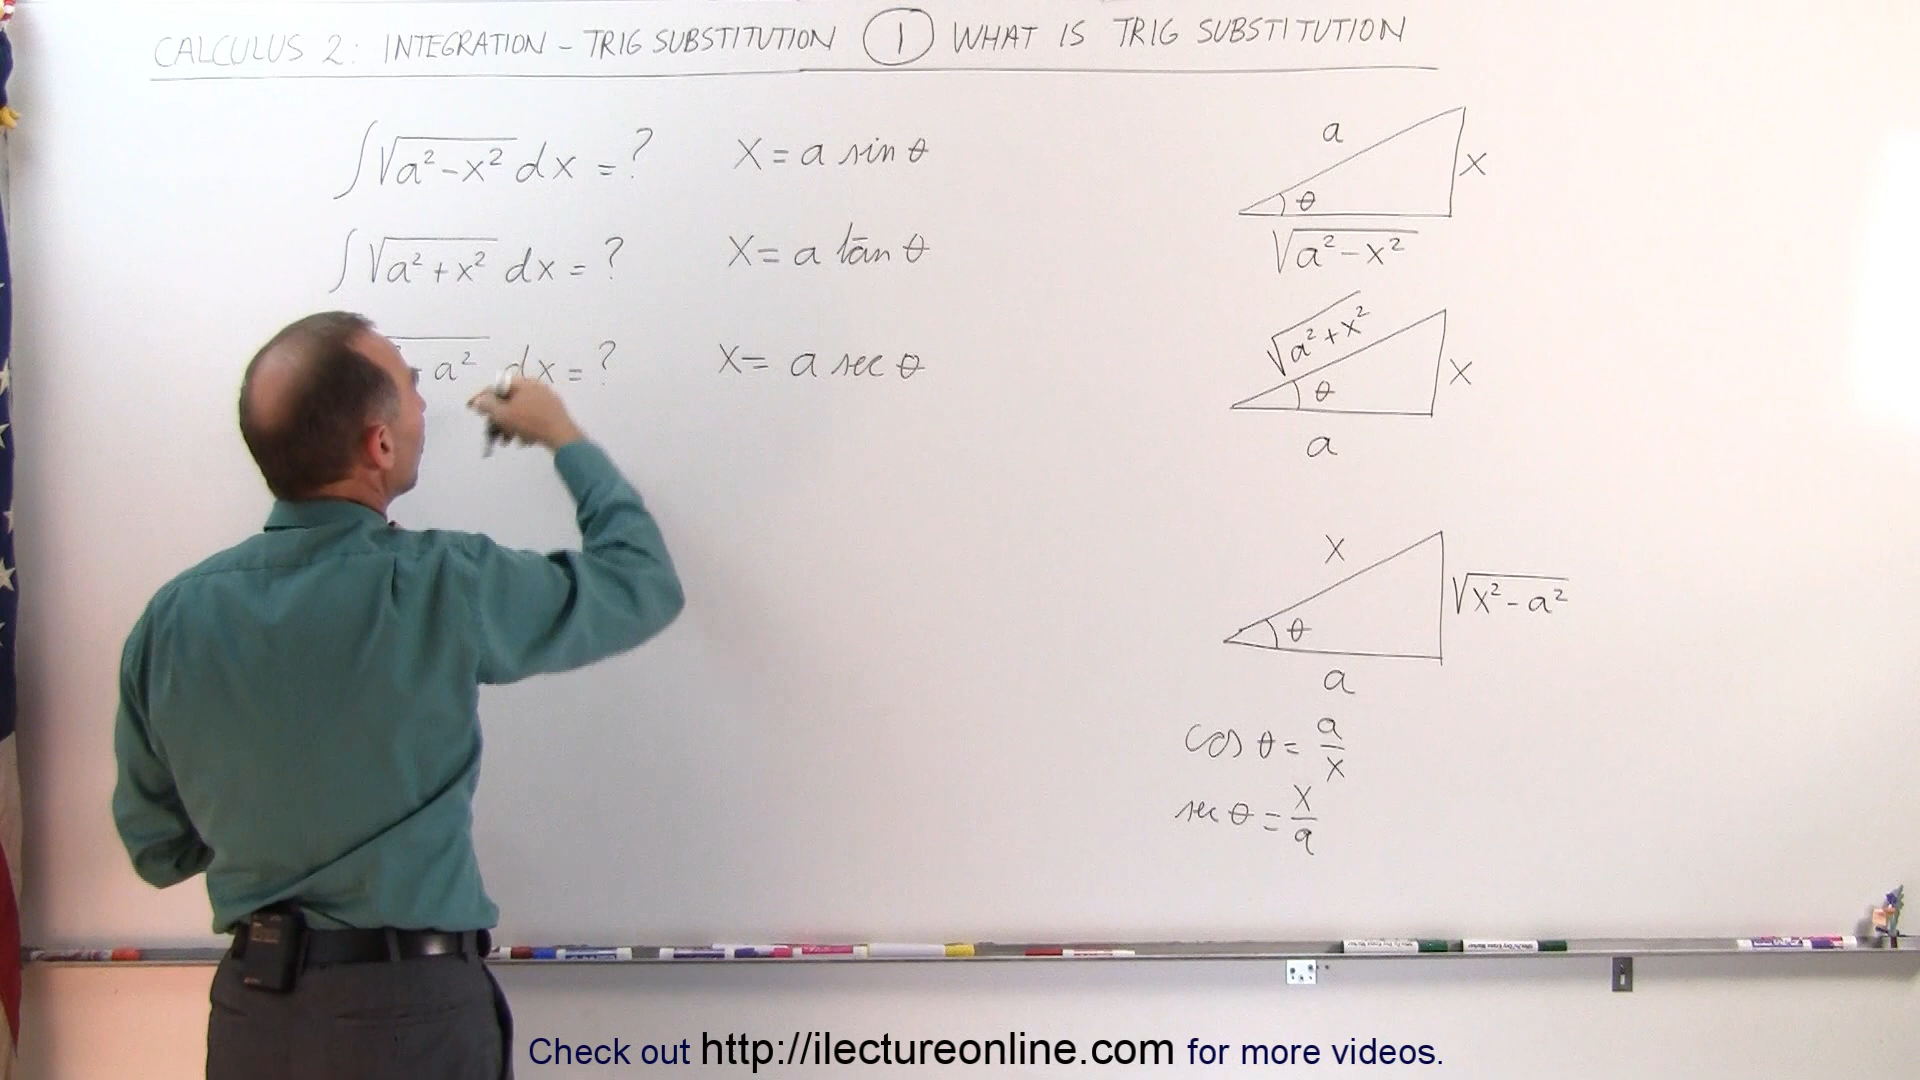 CALCULUS 2: INTEGRATION - TRIG SUBSTITUTION ① WHAT IS TRIG SUBSTITUTION
∫√(a²-x²) dx = ? x = a sin θ
∫√(a²+x²) dx = ? x = a tan θ
- a² dx = ? x = a sec θ
a
x
θ
√(a²-x²)
√(a²+x²)
x
θ
a
x
√(x²-a²)
θ
a
cos θ = a/x
sec θ = x/a
Check out http://ilectureonline.com for more videos.